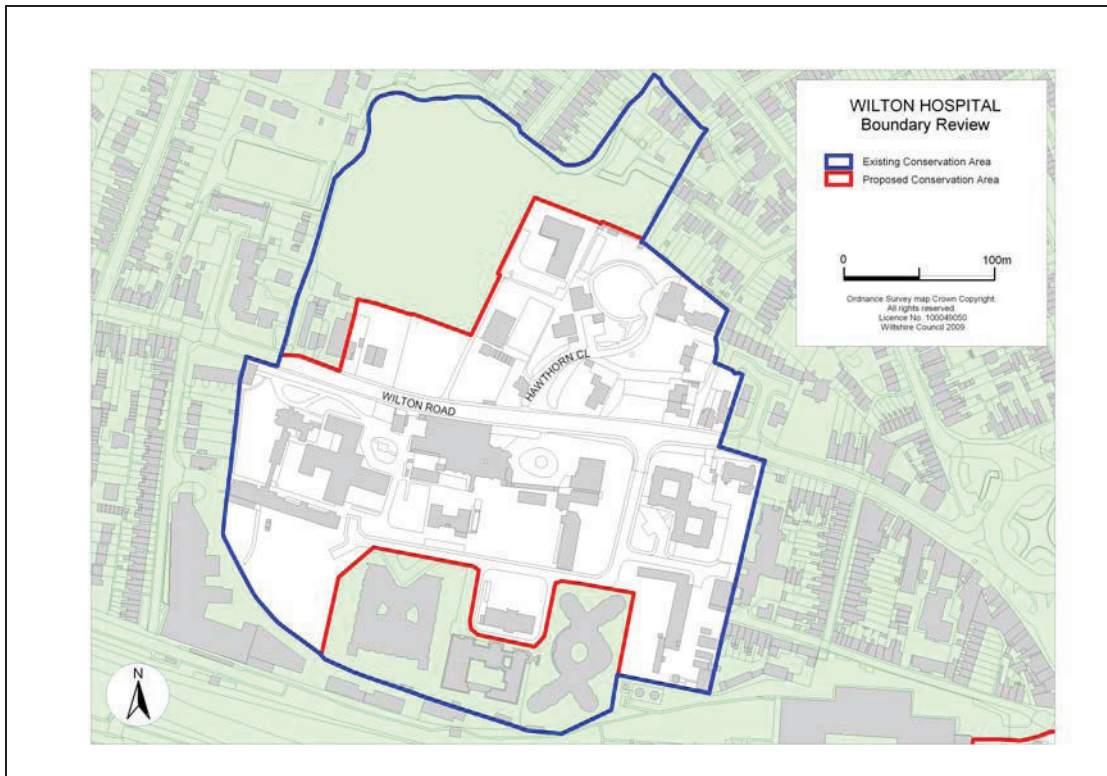 WILTON HOSPITAL
Boundary Review
Existing Conservation Area
Proposed Conservation Area
0 100m
Ordnance Survey map Crown Copyright.
All rights reserved
Licence No. 100049050
Wiltshire Council 2009
HAWTHORN CL
WILTON ROAD
N